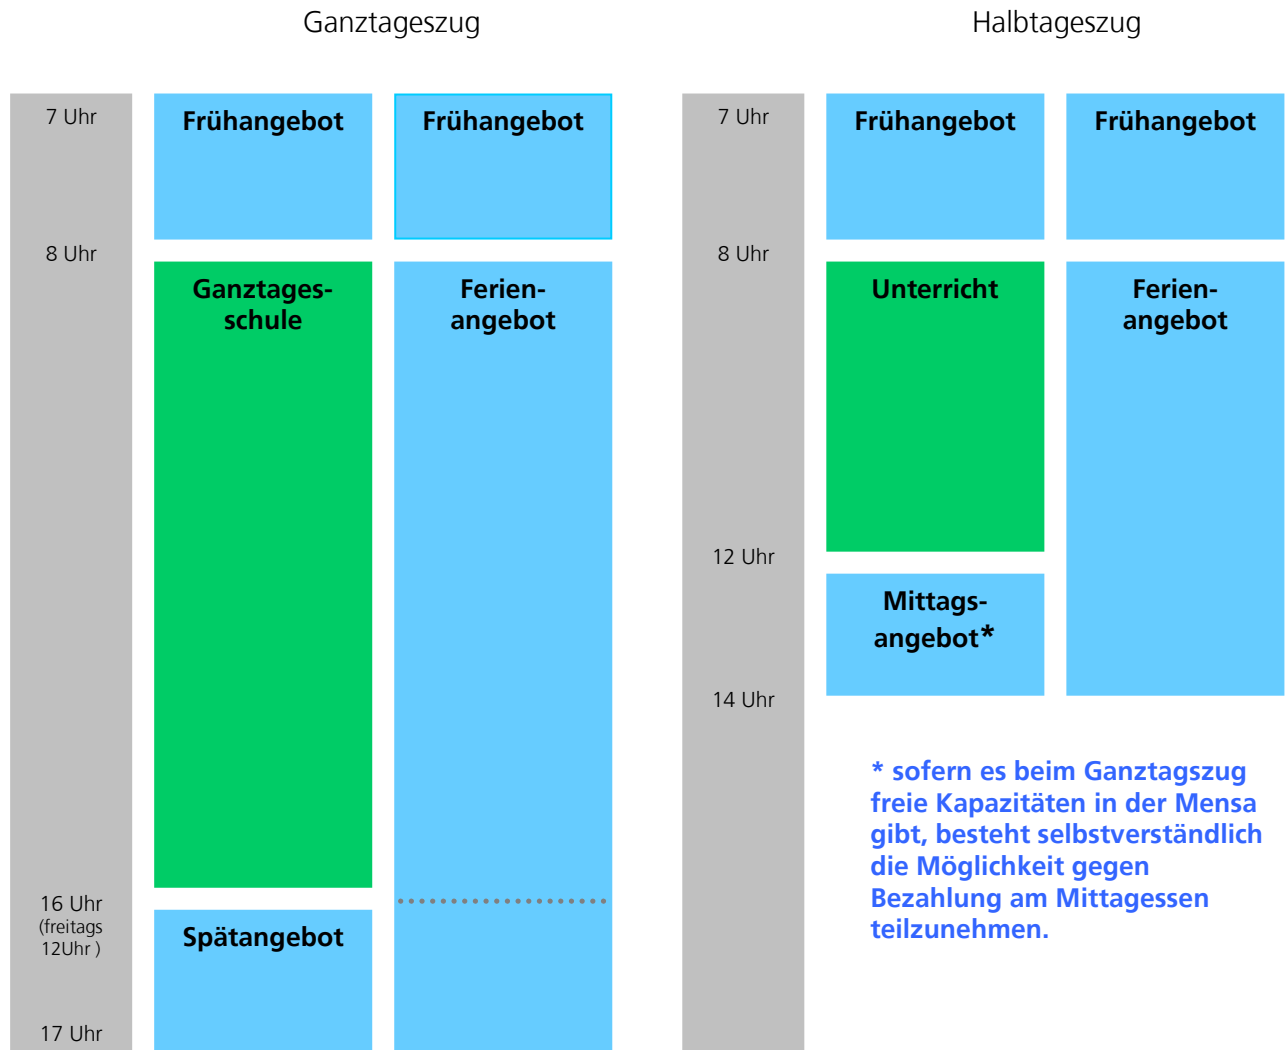 Ganztageszug
7 Uhr
Frühangebot
Frühangebot
8 Uhr
Ganztages-
schule
Ferien-
angebot
16 Uhr
(freitags
12Uhr )
Spätangebot
17 Uhr
Halbtageszug
7 Uhr
Frühangebot
Frühangebot
8 Uhr
Unterricht
Ferien-
angebot
12 Uhr
Mittags-
angebot*
14 Uhr
* sofern es beim Ganztagszug
freie Kapazitäten in der Mensa
gibt, besteht selbstverständlich
die Möglichkeit gegen
Bezahlung am Mittagessen
teilzunehmen.